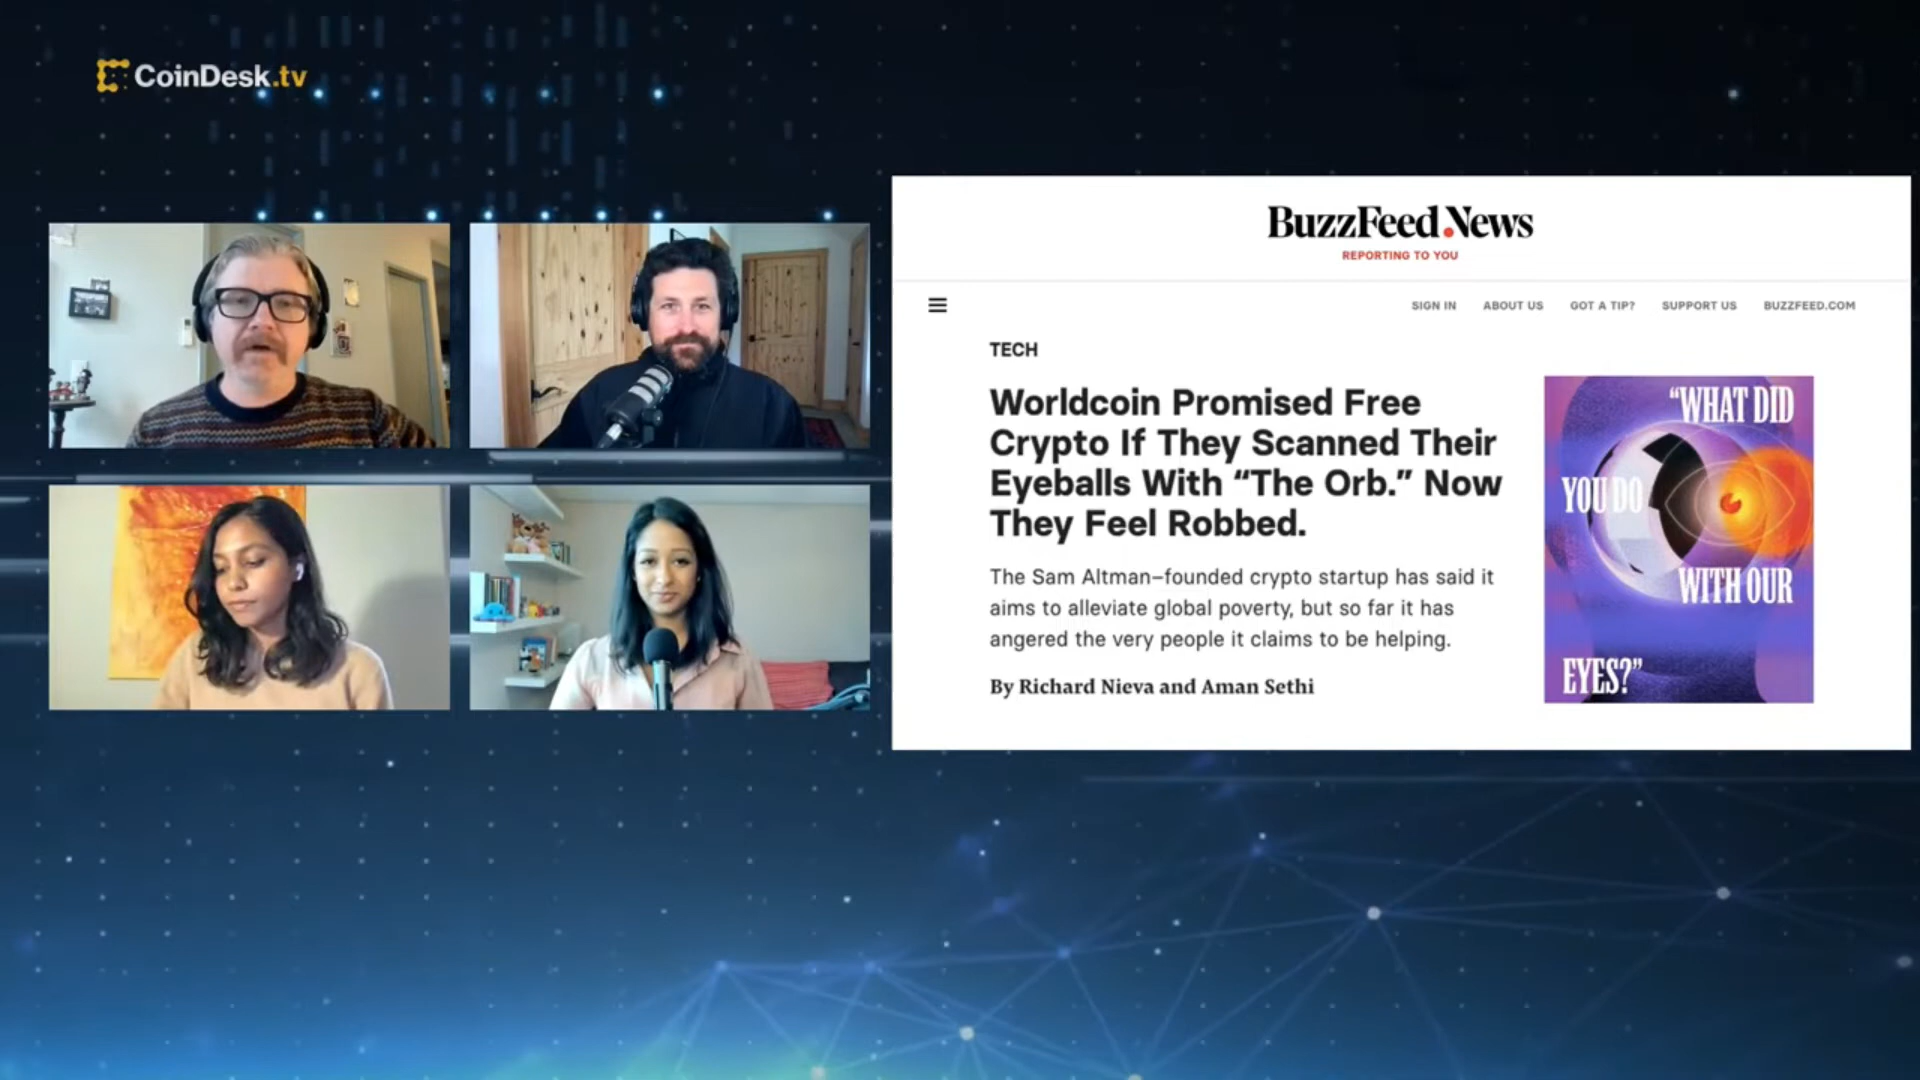 CoinDesk.tv
BuzzFeed.News
REPORTING TO YOU
SIGN IN ABOUT US GOT A TIP? SUPPORT US BUZZFEED.COM
TECH
Worldcoin Promised Free
Crypto If They Scanned Their
Eyeballs With “The Orb.” Now
They Feel Robbed.
The Sam Altman–founded crypto startup has said it
aims to alleviate global poverty, but so far it has
angered the very people it claims to be helping.
By Richard Nieva and Aman Sethi
“WHAT DID
YOU DO
WITH OUR
EYES?”